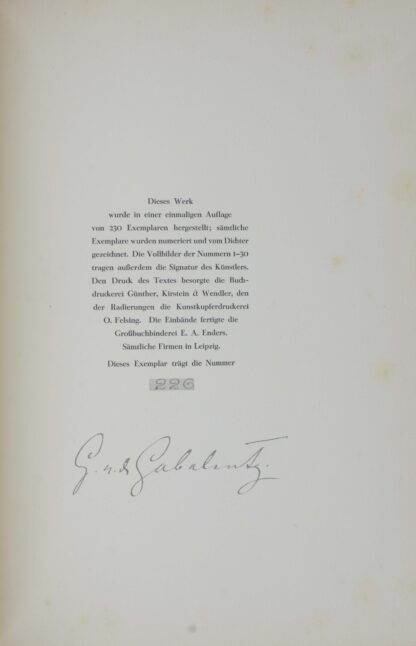 Dieses Werk
wurde in einer einmaligen Auflage
von 230 Exemplaren hergestellt; sämtliche
Exemplare wurden numeriert und vom Dichter
gezeichnet. Die Vollbilder der Nummern 1–30
tragen außerdem die Signatur des Künstlers.
Den Druck des Textes besorgte die Buch-
druckerei Günther, Kirstein & Wendler, den
der Radierungen die Kunstkupferdruckerei
O. Felsing. Die Einbände fertigte die
Großbuchbinderei E. A. Enders.
Sämtliche Firmen in Leipzig.
Dieses Exemplar trägt die Nummer
226
G. v. d. Gabelentz.